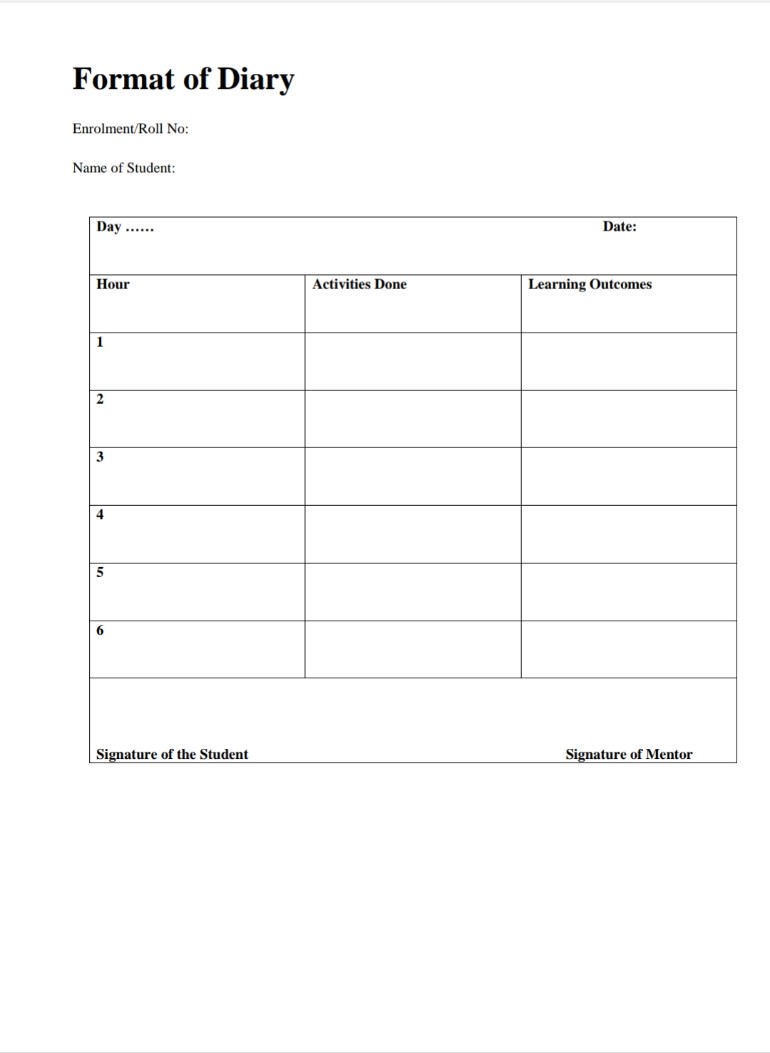 Format of Diary
Enrolment/Roll No:
Name of Student:
Day …… Date:
Hour Activities Done Learning Outcomes
1
2
3
4
5
6
Signature of the Student Signature of Mentor